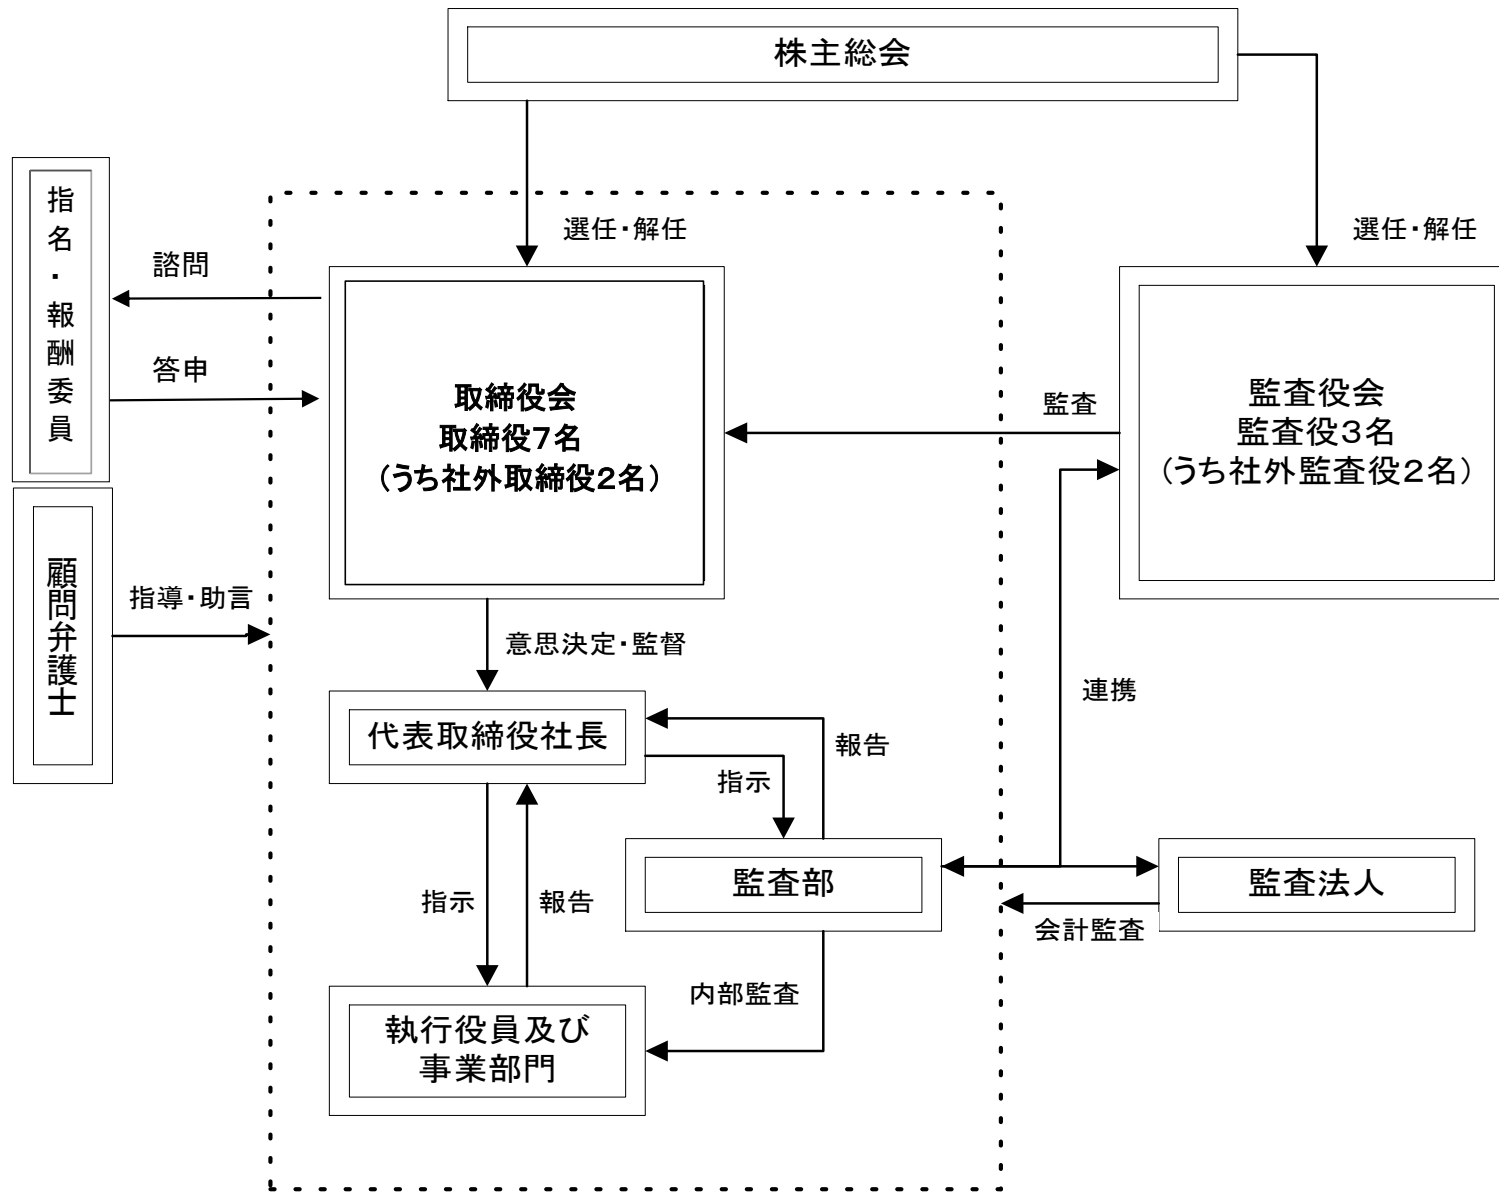 株主総会
選任・解任
選任・解任
指名・報酬委員
諮問
答申
取締役会
取締役7名
(うち社外取締役2名)
監査
監査役会
監査役3名
(うち社外監査役2名)
顧問弁護士
指導・助言
意思決定・監督
連携
代表取締役社長
報告
指示
監査部
監査法人
指示
報告
会計監査
内部監査
執行役員及び
事業部門